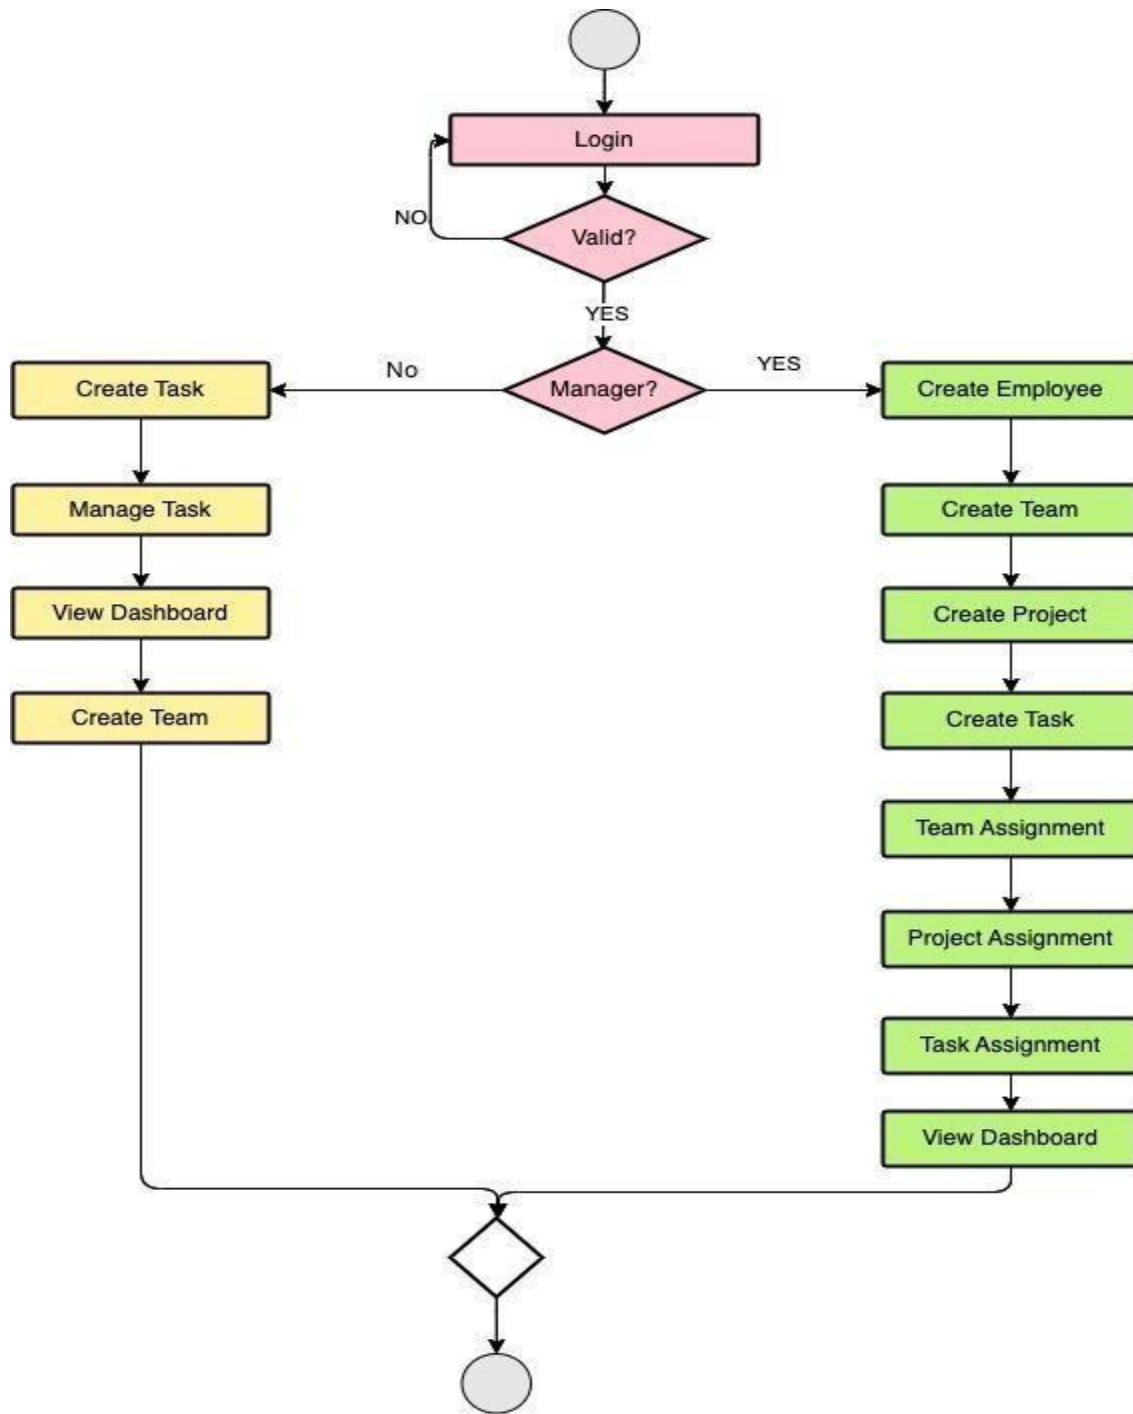 Login
NO
Valid?
YES
Manager?
No
YES
Create Task
Manage Task
View Dashboard
Create Team
Create Employee
Create Team
Create Project
Create Task
Team Assignment
Project Assignment
Task Assignment
View Dashboard